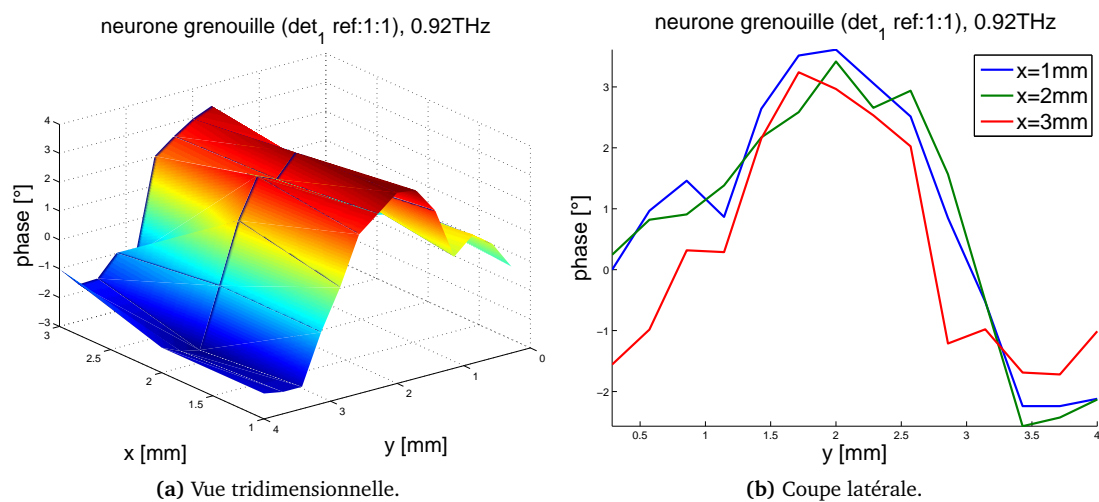 neurone grenouille (det1 ref:1:1), 0.92THz
4
3
2
1
0
−1
−2
−3
phase [°]
3
2.5
2
1.5
1
x [mm]
4
3
2
1
0
y [mm]
(a) Vue tridimensionnelle.
neurone grenouille (det1 ref:1:1), 0.92THz
x=1mm
x=2mm
x=3mm
3
2
1
0
−1
−2
phase [°]
0.5 1 1.5 2 2.5 3 3.5 4
y [mm]
(b) Coupe latérale.